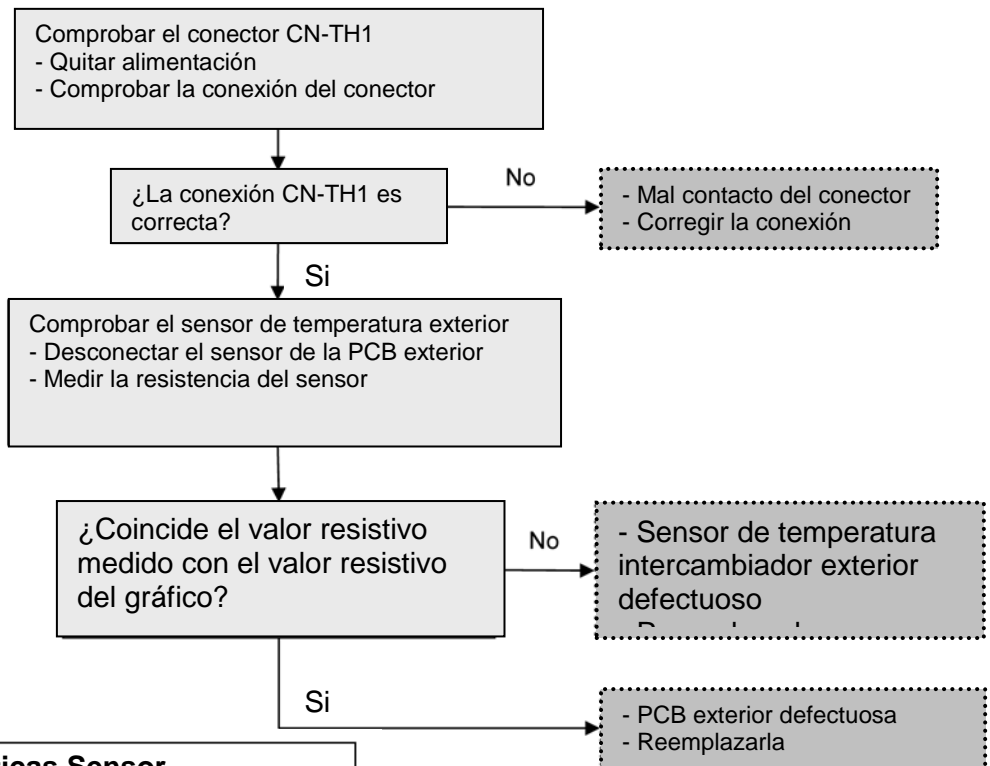 Comprobar el conector CN-TH1
- Quitar alimentación
- Comprobar la conexión del conector
¿La conexión CN-TH1 es
correcta?
No
- Mal contacto del conector
- Corregir la conexión
Si
Comprobar el sensor de temperatura exterior
- Desconectar el sensor de la PCB exterior
- Medir la resistencia del sensor
¿Coincide el valor resistivo
medido con el valor resistivo
del gráfico?
No
- Sensor de temperatura
intercambiador exterior
defectuoso
Si
- PCB exterior defectuosa
- Reemplazarla
Sensor